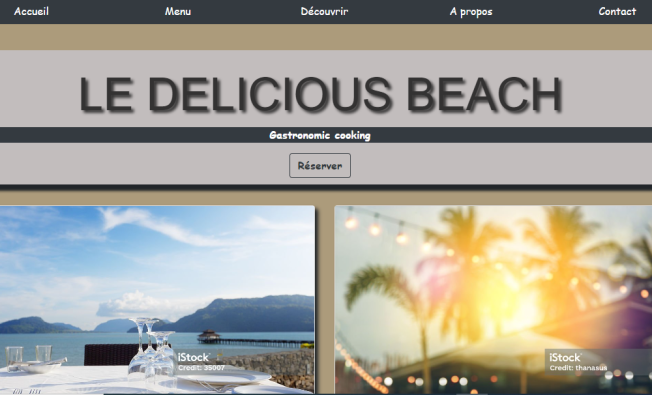 Accueil Menu Découvrir A propos Contact
LE DELICIOUS BEACH
Gastronomic cooking
Réserver
iStock
Credit: 35007
iStock
Credit: thanasus